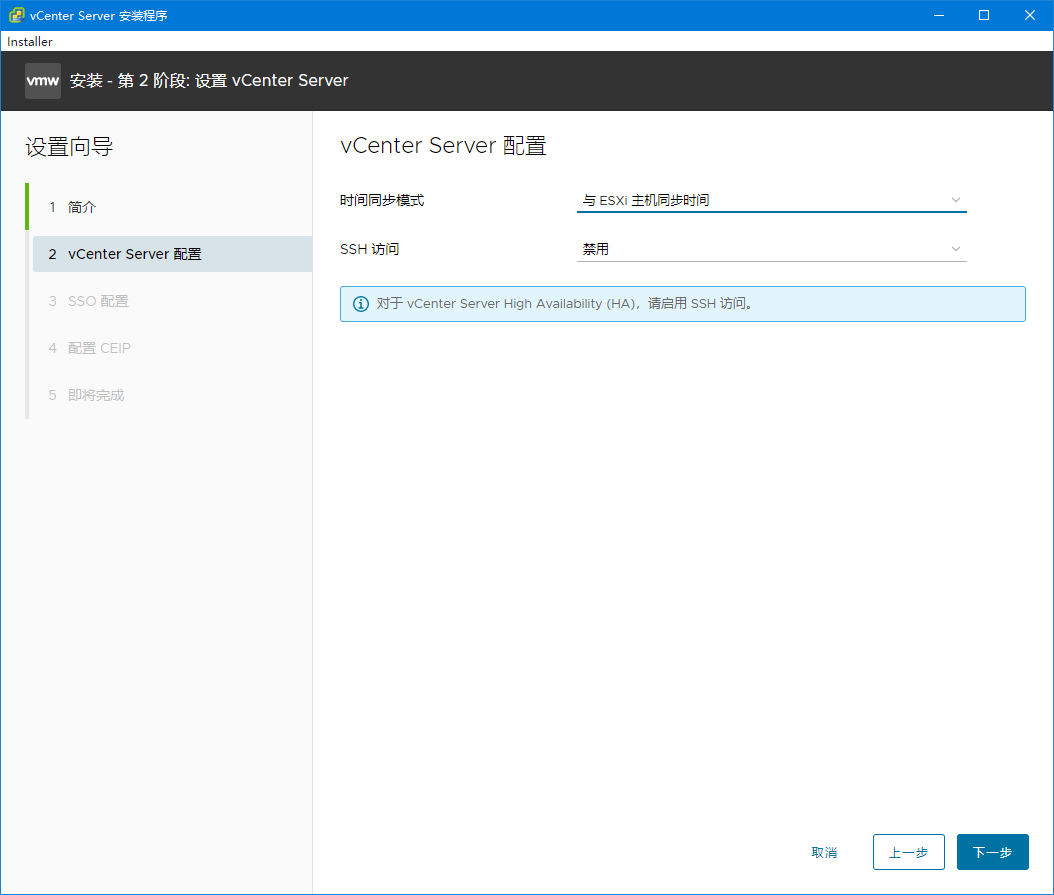 vCenter Server 安装程序
Installer
vmw 安装 - 第 2 阶段: 设置 vCenter Server
设置向导
1 简介
2 vCenter Server 配置
3 SSO 配置
4 配置 CEIP
5 即将完成
vCenter Server 配置
时间同步模式 与 ESXi 主机同步时间
SSH 访问 禁用
对于 vCenter Server High Availability (HA)，请启用 SSH 访问。
取消 上一步 下一步